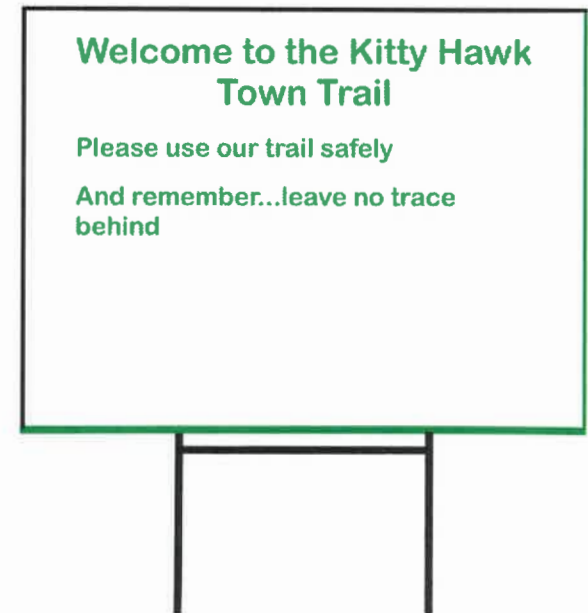 Welcome to the Kitty Hawk
Town Trail
Please use our trail safely
And remember...leave no trace
behind